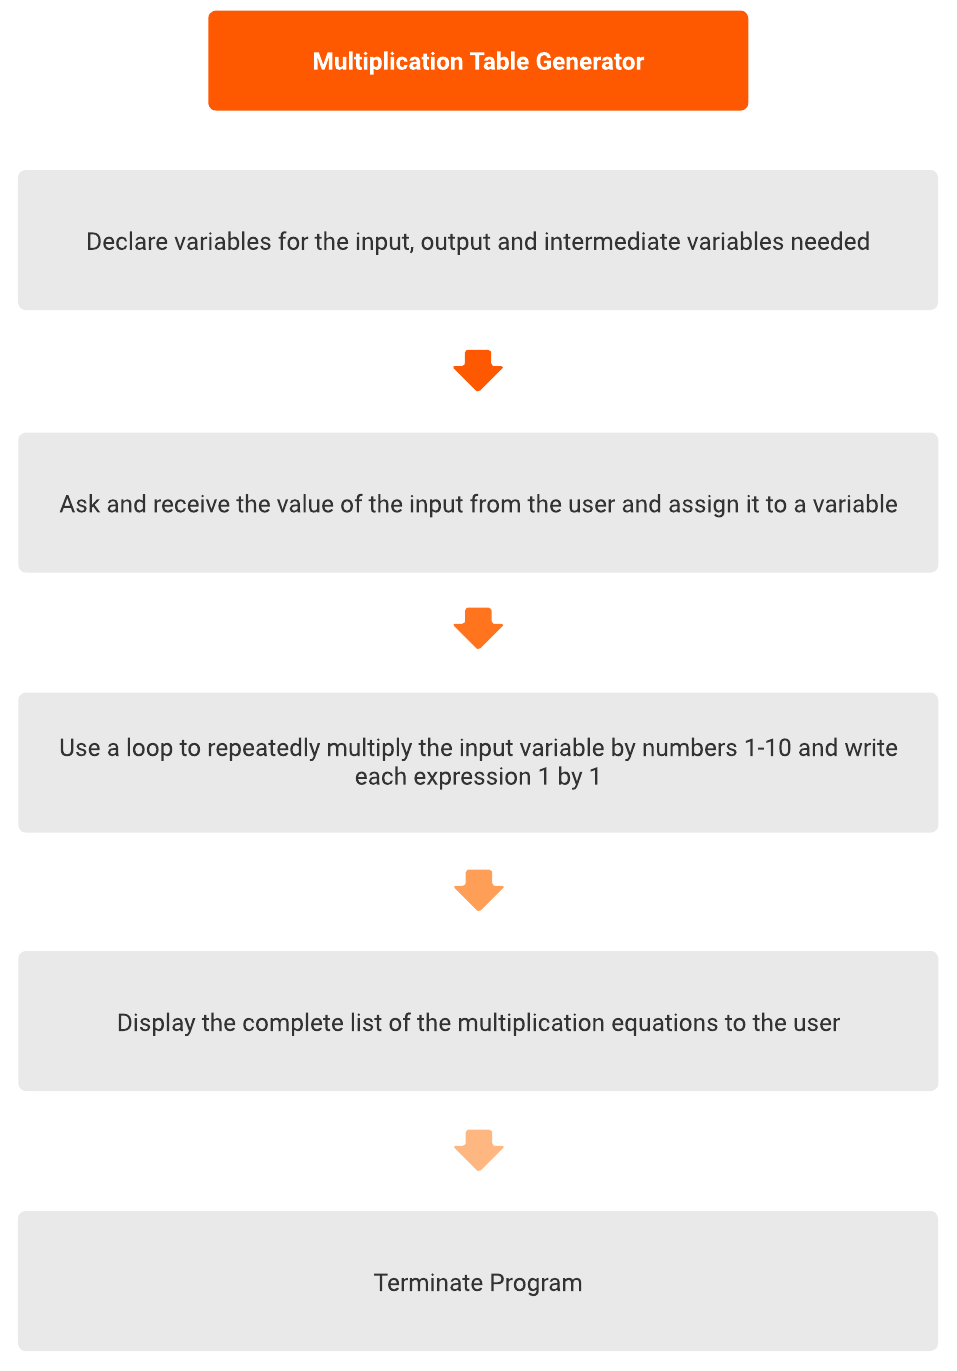 Multiplication Table Generator
Declare variables for the input, output and intermediate variables needed
Ask and receive the value of the input from the user and assign it to a variable
Use a loop to repeatedly multiply the input variable by numbers 1-10 and write
each expression 1 by 1
Display the complete list of the multiplication equations to the user
Terminate Program